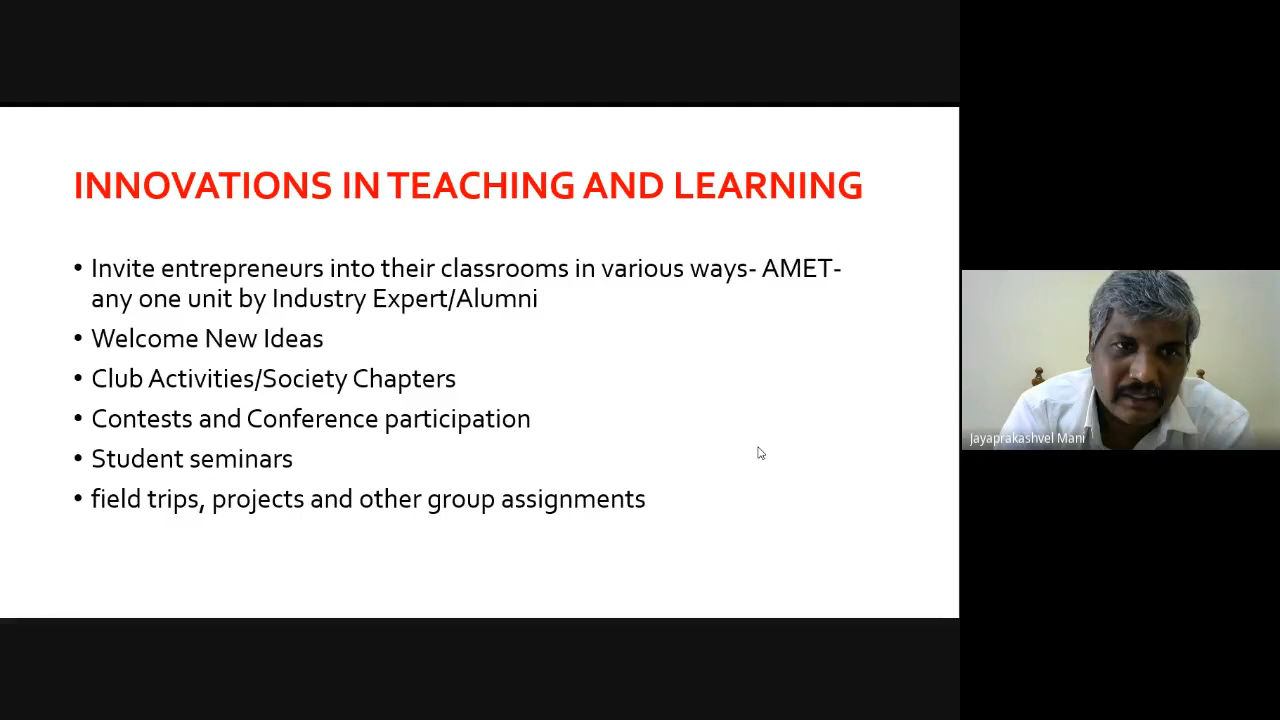 INNOVATIONS IN TEACHING AND LEARNING
• Invite entrepreneurs into their classrooms in various ways- AMET-
any one unit by Industry Expert/Alumni
• Welcome New Ideas
• Club Activities/Society Chapters
• Contests and Conference participation
• Student seminars
• field trips, projects and other group assignments
Jayaprakashvel Mani